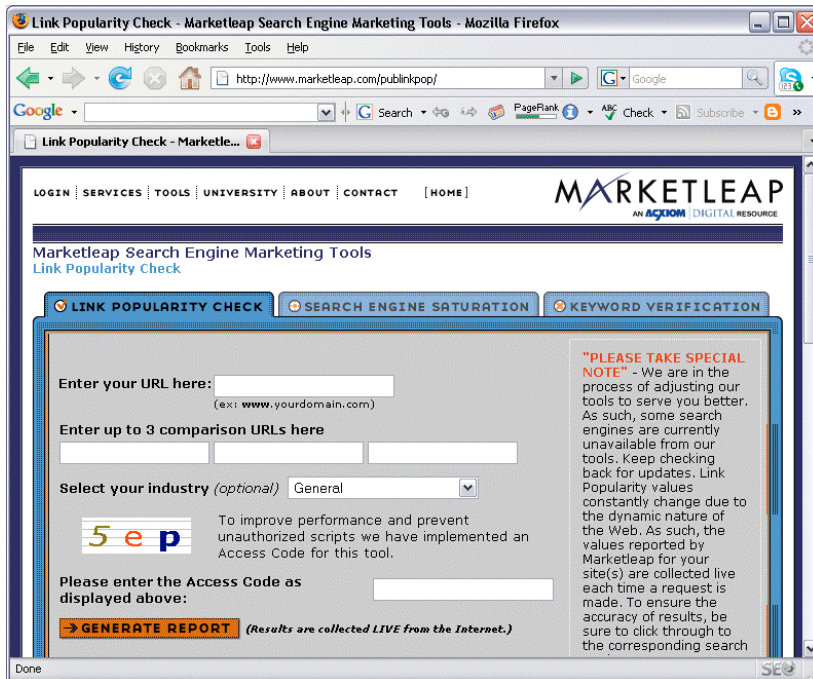 Link Popularity Check - Marketleap Search Engine Marketing Tools - Mozilla Firefox
File Edit View History Bookmarks Tools Help
http://www.marketleap.com/publinkpop/ G Google
Google G Search PageRank ABC Check Subscribe »
Link Popularity Check - Marketle...
LOGIN SERVICES TOOLS UNIVERSITY ABOUT CONTACT [HOME]
MARKETLEAP
AN ACXIOM DIGITAL RESOURCE
Marketleap Search Engine Marketing Tools
Link Popularity Check
LINK POPULARITY CHECK SEARCH ENGINE SATURATION KEYWORD VERIFICATION
Enter your URL here:
(ex: www.yourdomain.com)
Enter up to 3 comparison URLs here
Select your industry (optional) General
5 e p
To improve performance and prevent
unauthorized scripts we have implemented an
Access Code for this tool.
Please enter the Access Code as
displayed above:
GENERATE REPORT (Results are collected LIVE from the Internet.)
"PLEASE TAKE SPECIAL
NOTE" - We are in the
process of adjusting our
tools to serve you better.
As such, some search
engines are currently
unavailable from our
tools. Keep checking
back for updates. Link
Popularity values
constantly change due to
the dynamic nature of
the Web. As such, the
values reported by
Marketleap for your
site(s) are collected live
each time a request is
made. To ensure the
accuracy of results, be
sure to click through to
the corresponding search
Done SEO